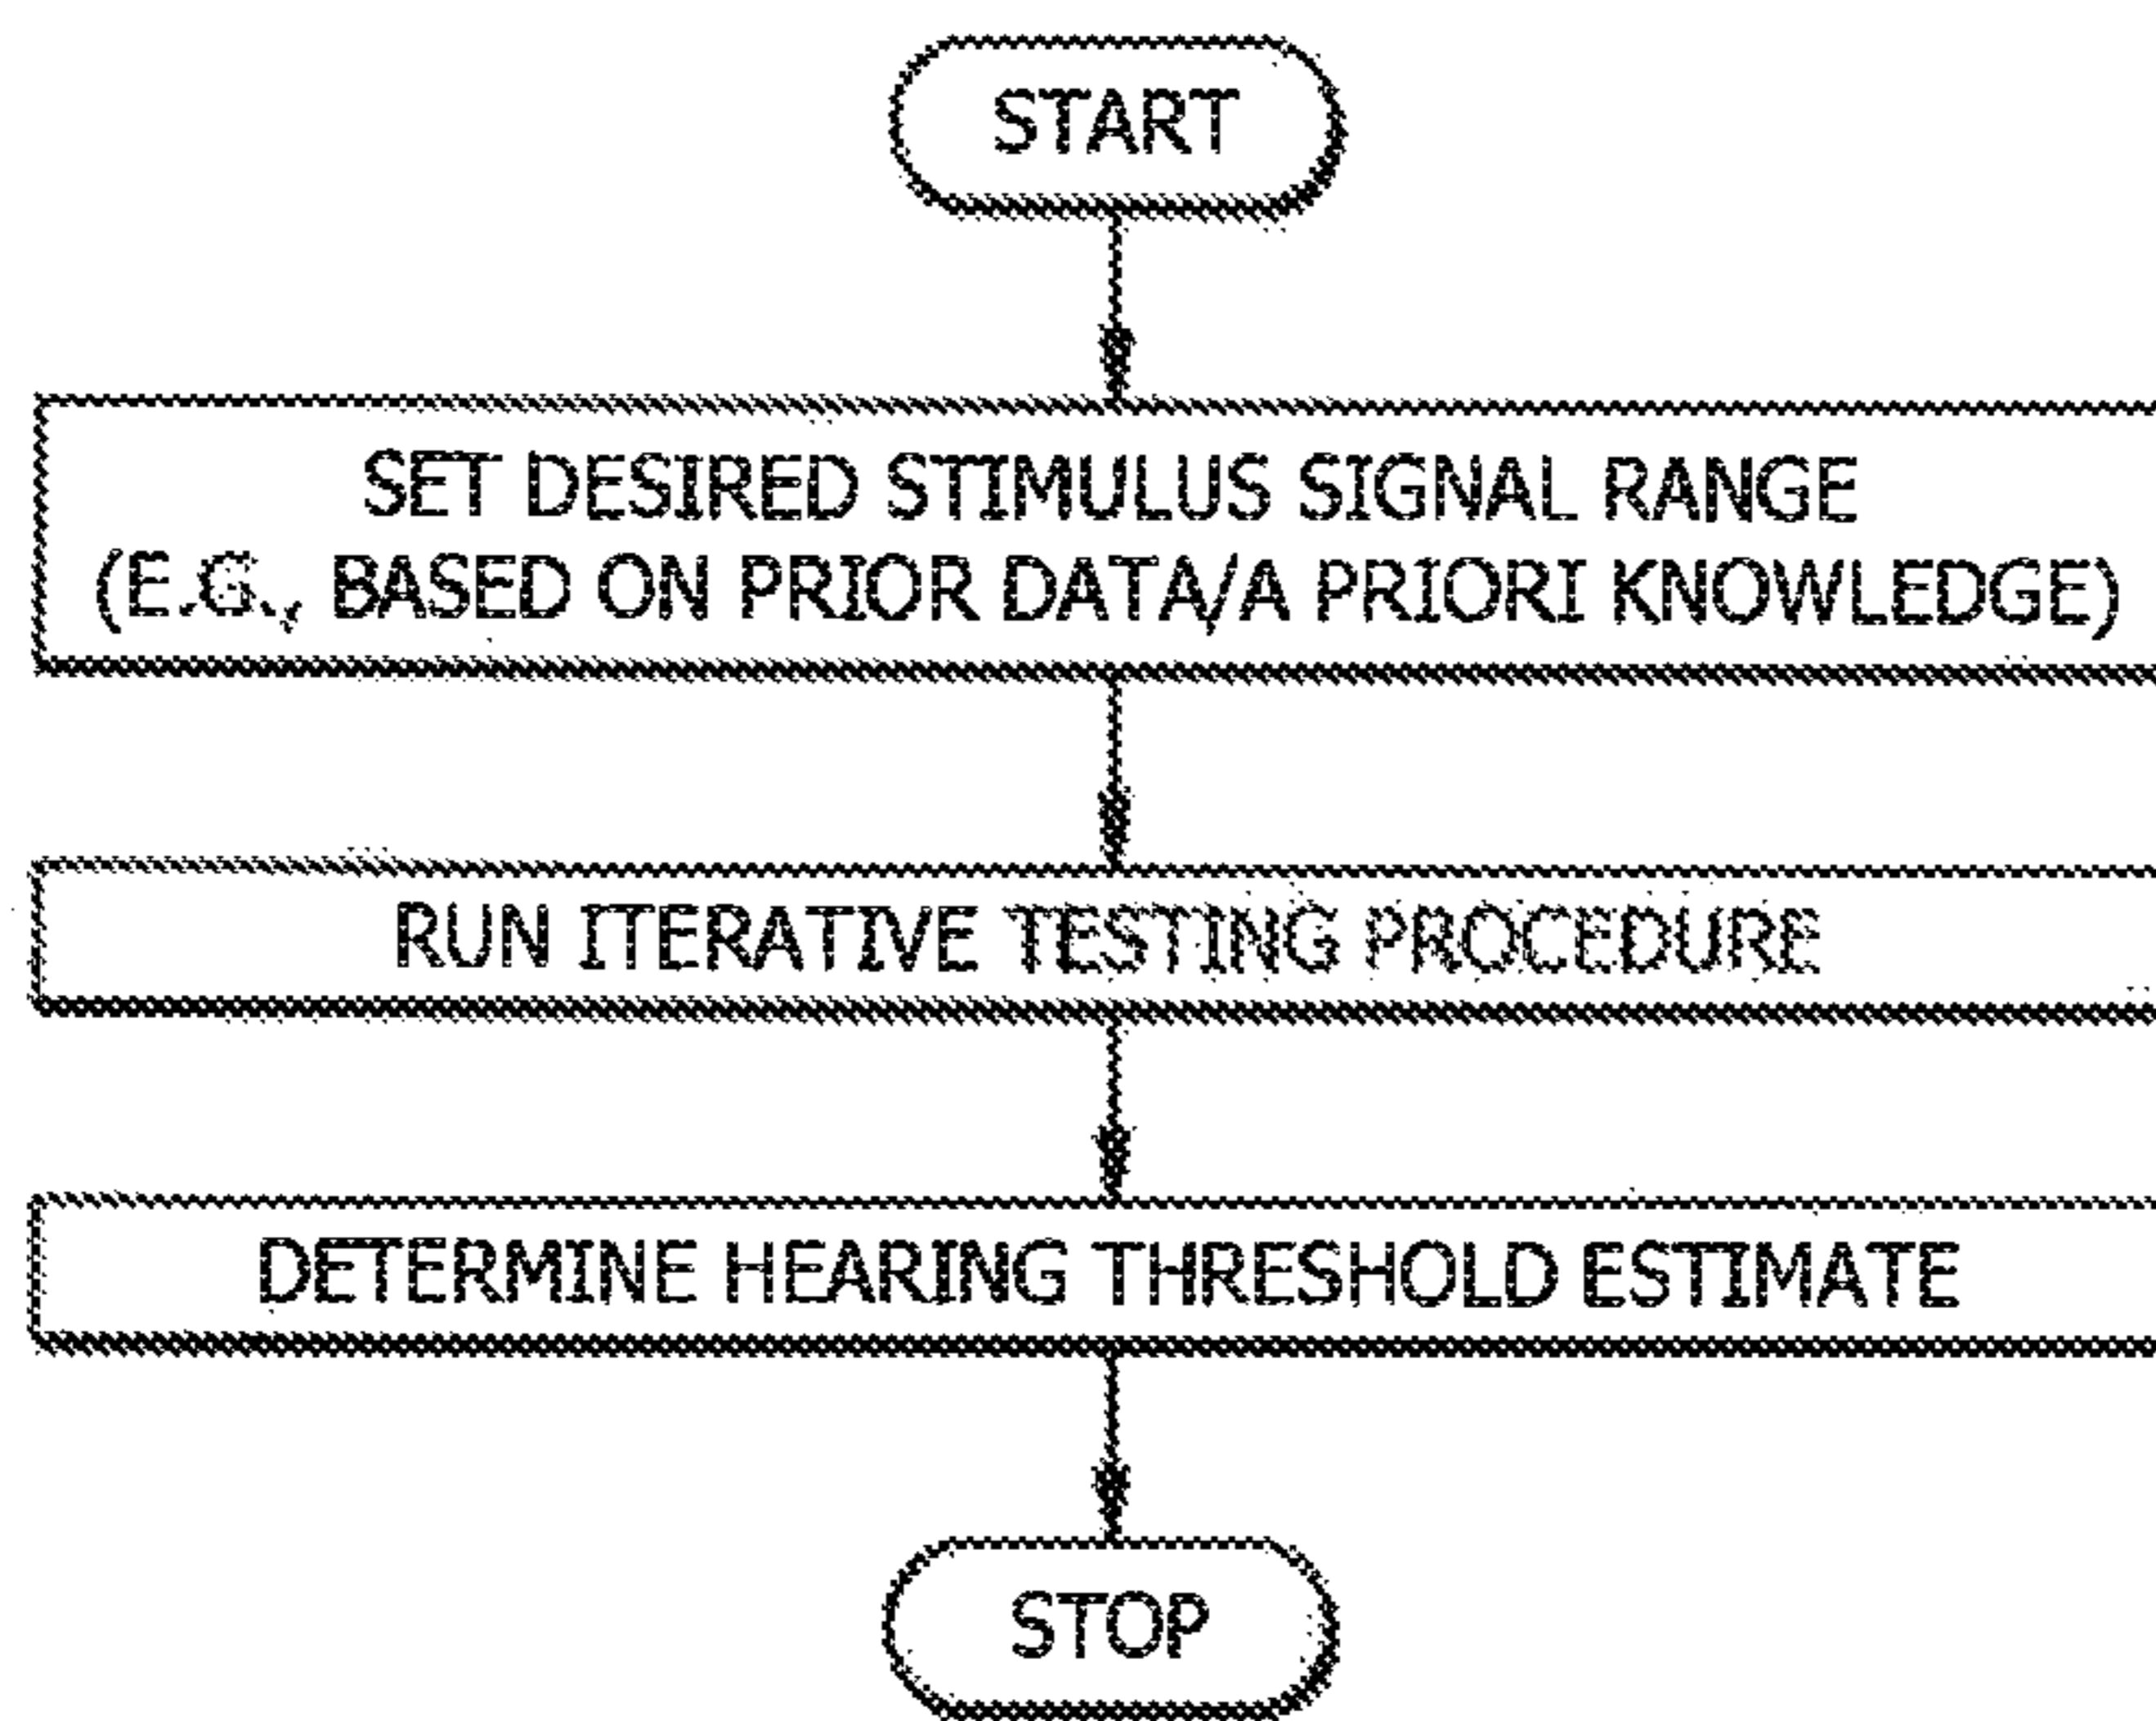 START
SET DESIRED STIMULUS SIGNAL RANGE
(E.G., BASED ON PRIOR DATA/A PRIORI KNOWLEDGE)
RUN ITERATIVE TESTING PROCEDURE
DETERMINE HEARING THRESHOLD ESTIMATE
STOP